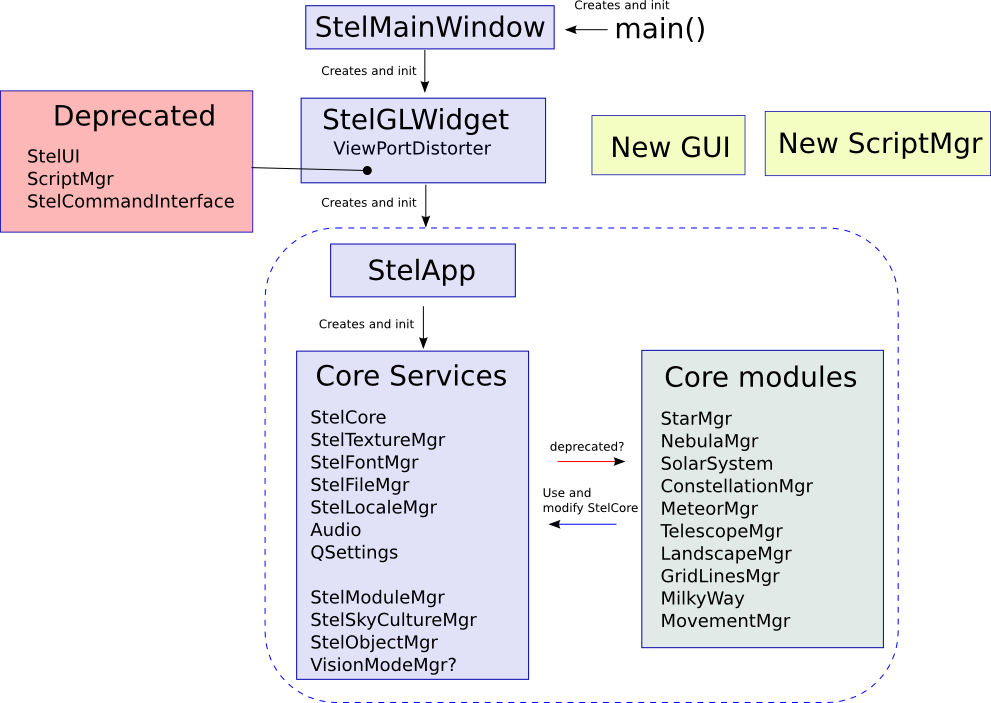 Creates and init
StelMainWindow
main()
Creates and init
Deprecated
StelUI
ScriptMgr
StelCommandInterface
StelGLWidget
ViewPortDistorter
New GUI
New ScriptMgr
Creates and init
StelApp
Creates and init
Core Services
StelCore
StelTextureMgr
StelFontMgr
StelFileMgr
StelLocaleMgr
Audio
QSettings
StelModuleMgr
StelSkyCultureMgr
StelObjectMgr
VisionModeMgr?
deprecated?
Use and
modify StelCore
Core modules
StarMgr
NebulaMgr
SolarSystem
ConstellationMgr
MeteorMgr
TelescopeMgr
LandscapeMgr
GridLinesMgr
MilkyWay
MovementMgr